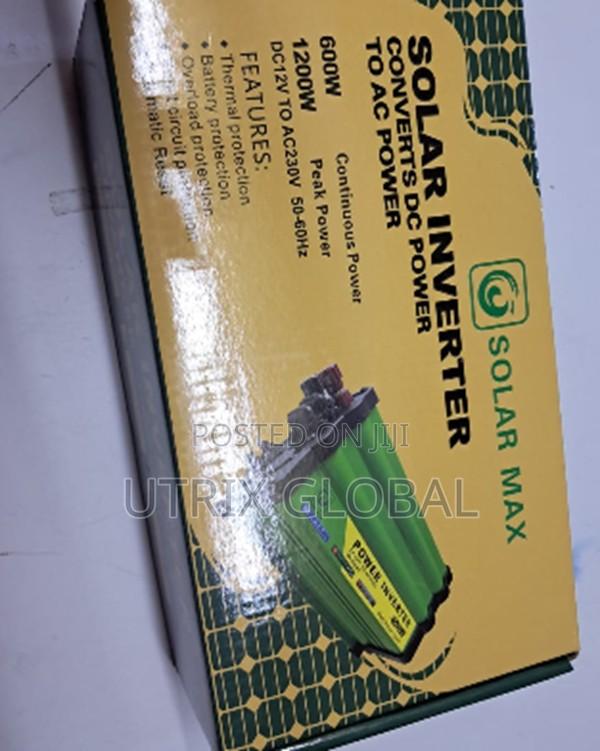 SOLAR MAX
SOLAR INVERTER
CONVERTS DC POWER
TO AC POWER
600W Continuous Power
1200W Peak Power
DC12V TO AC230V 50-60Hz
FEATURES:
• Thermal protection
• Battery protection
• Overload protection
circuit
POWER INVERTER
POSTED ON JIJI
UTRIX GLOBAL